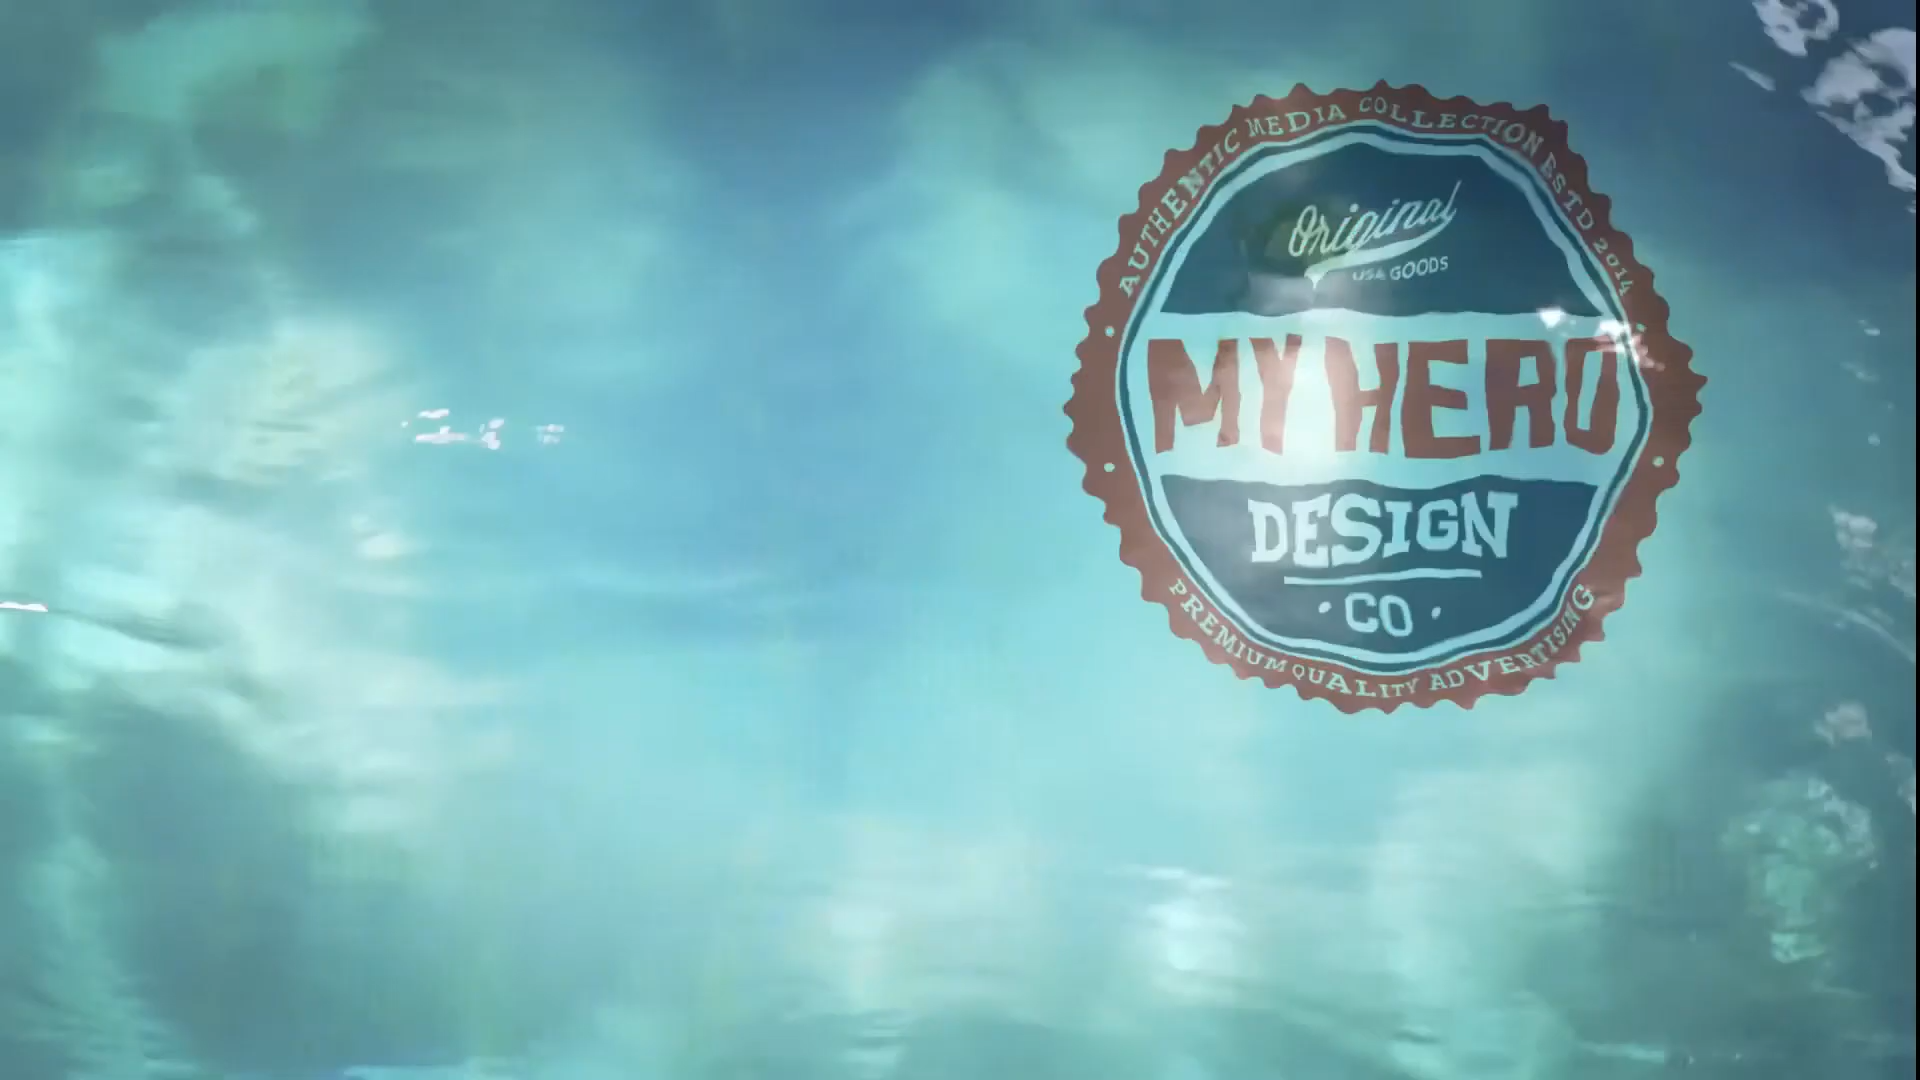 AUTHENTIC MEDIA COLLECTION ESTD 2014
Original
USA GOODS
MY HERO
DESIGN
· CO ·
PREMIUM QUALITY ADVERTISING